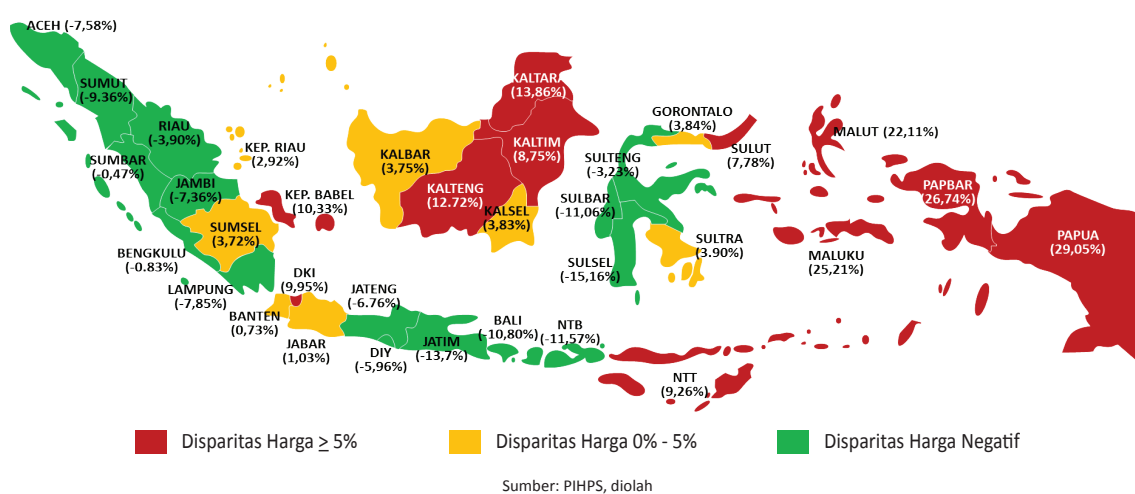 ACEH (-7,58%)
SUMUT
(-9.36%)
RIAU
(-3,90%)
KEP. RIAU
(2,92%)
SUMBAR
(-0,47%)
JAMBI
(-7,36%)
KEP. BABEL
(10,33%)
SUMSEL
(3,72%)
BENGKULU
(-0.83%)
LAMPUNG
(-7,85%)
DKI
(9,95%)
BANTEN
(0,73%)
JABAR
(1,03%)
JATENG
(-6.76%)
DIY
(-5,96%)
JATIM
(-13,7%)
BALI
(-10,80%)
NTB
(-11,57%)
NTT
(9,26%)
KALBAR
(3,75%)
KALTENG
(12.72%)
KALSEL
(3,83%)
KALTIM
(8,75%)
KALTARA
(13,86%)
GORONTALO
(3,84%)
SULUT
(7,78%)
SULTENG
(-3,23%)
SULBAR
(-11,06%)
SULSEL
(-15,16%)
SULTRA
(3.90%)
MALUT (22,11%)
MALUKU
(25,21%)
PAPBAR
(26,74%)
PAPUA
(29,05%)
Disparitas Harga ≥ 5%
Disparitas Harga 0% - 5%
Disparitas Harga Negatif
Sumber: PIHPS, diolah